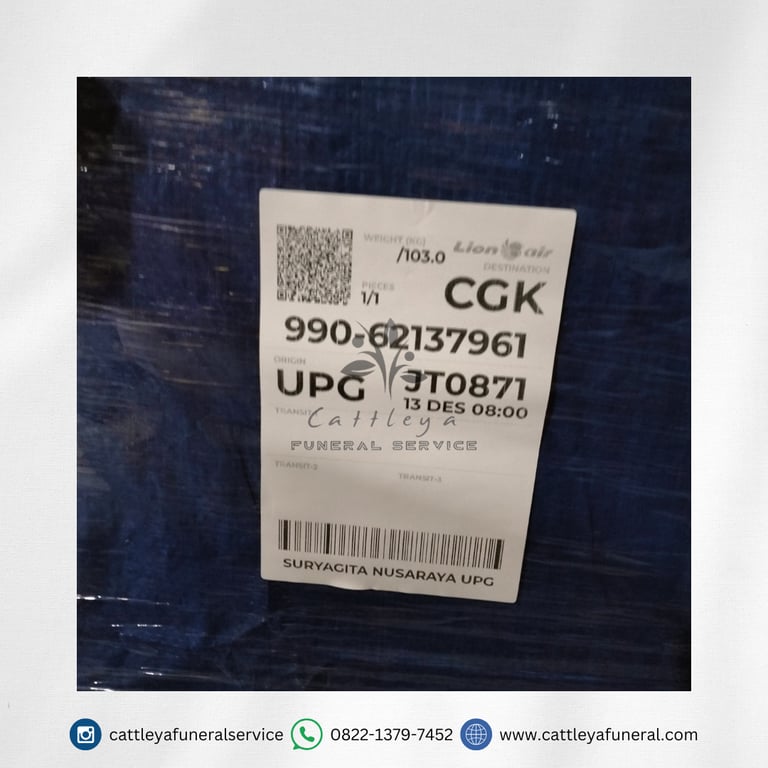 WEIGHT (KG)
/103.0
Lion air
DESTINATION
PIECES
1/1
CGK
990-62137961
ORIGIN
UPG
JT0871
13 DES 08:00
TRANSIT-
Cattleya
FUNERAL SERVICE
TRANSIT-2
TRANSIT-3
SURYAGITA NUSARAYA UPG
cattleyafuneralservice
0822-1379-7452
www.cattleyafuneral.com